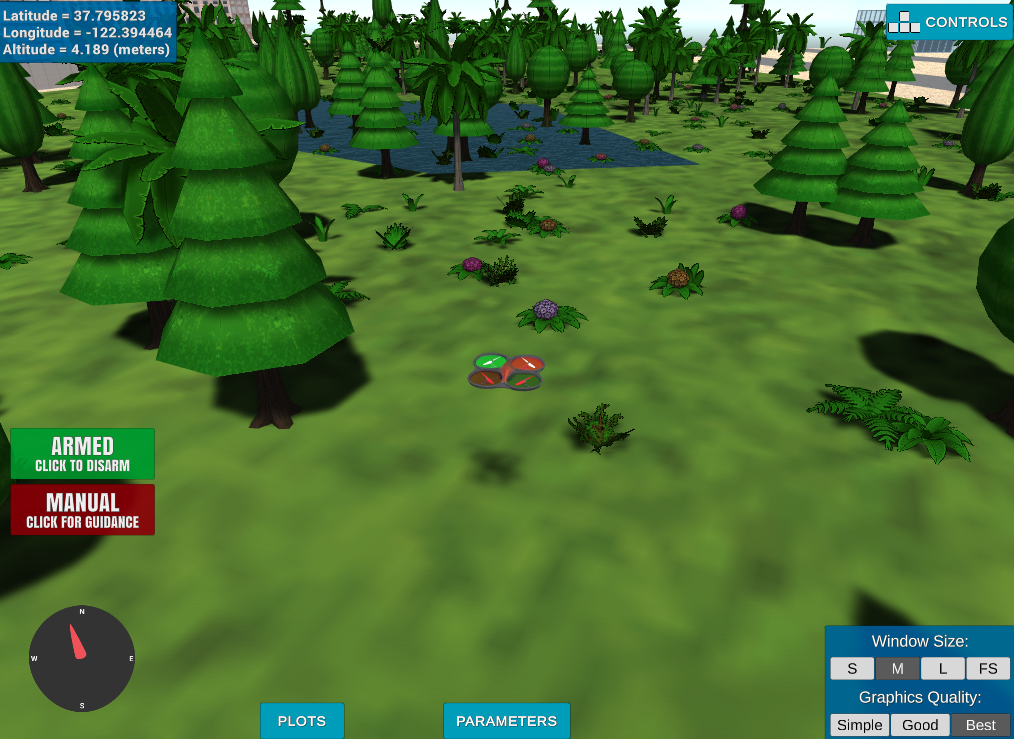 Latitude = 37.795823
Longitude = -122.394464
Altitude = 4.189 (meters)
CONTROLS
ARMED
CLICK TO DISARM
MANUAL
CLICK FOR GUIDANCE
N
W E
S
PLOTS
PARAMETERS
Window Size:
S M L FS
Graphics Quality:
Simple Good Best